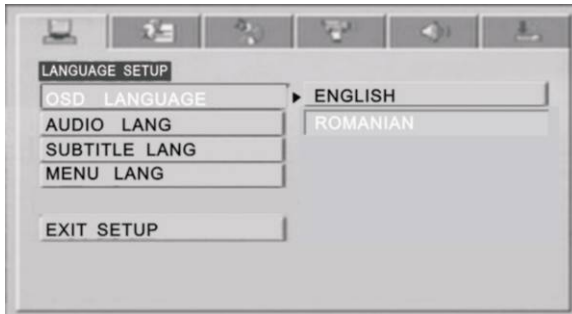 LANGUAGE SETUP
OSD LANGUAGE
ENGLISH
AUDIO LANG
ROMANIAN
SUBTITLE LANG
MENU LANG
EXIT SETUP